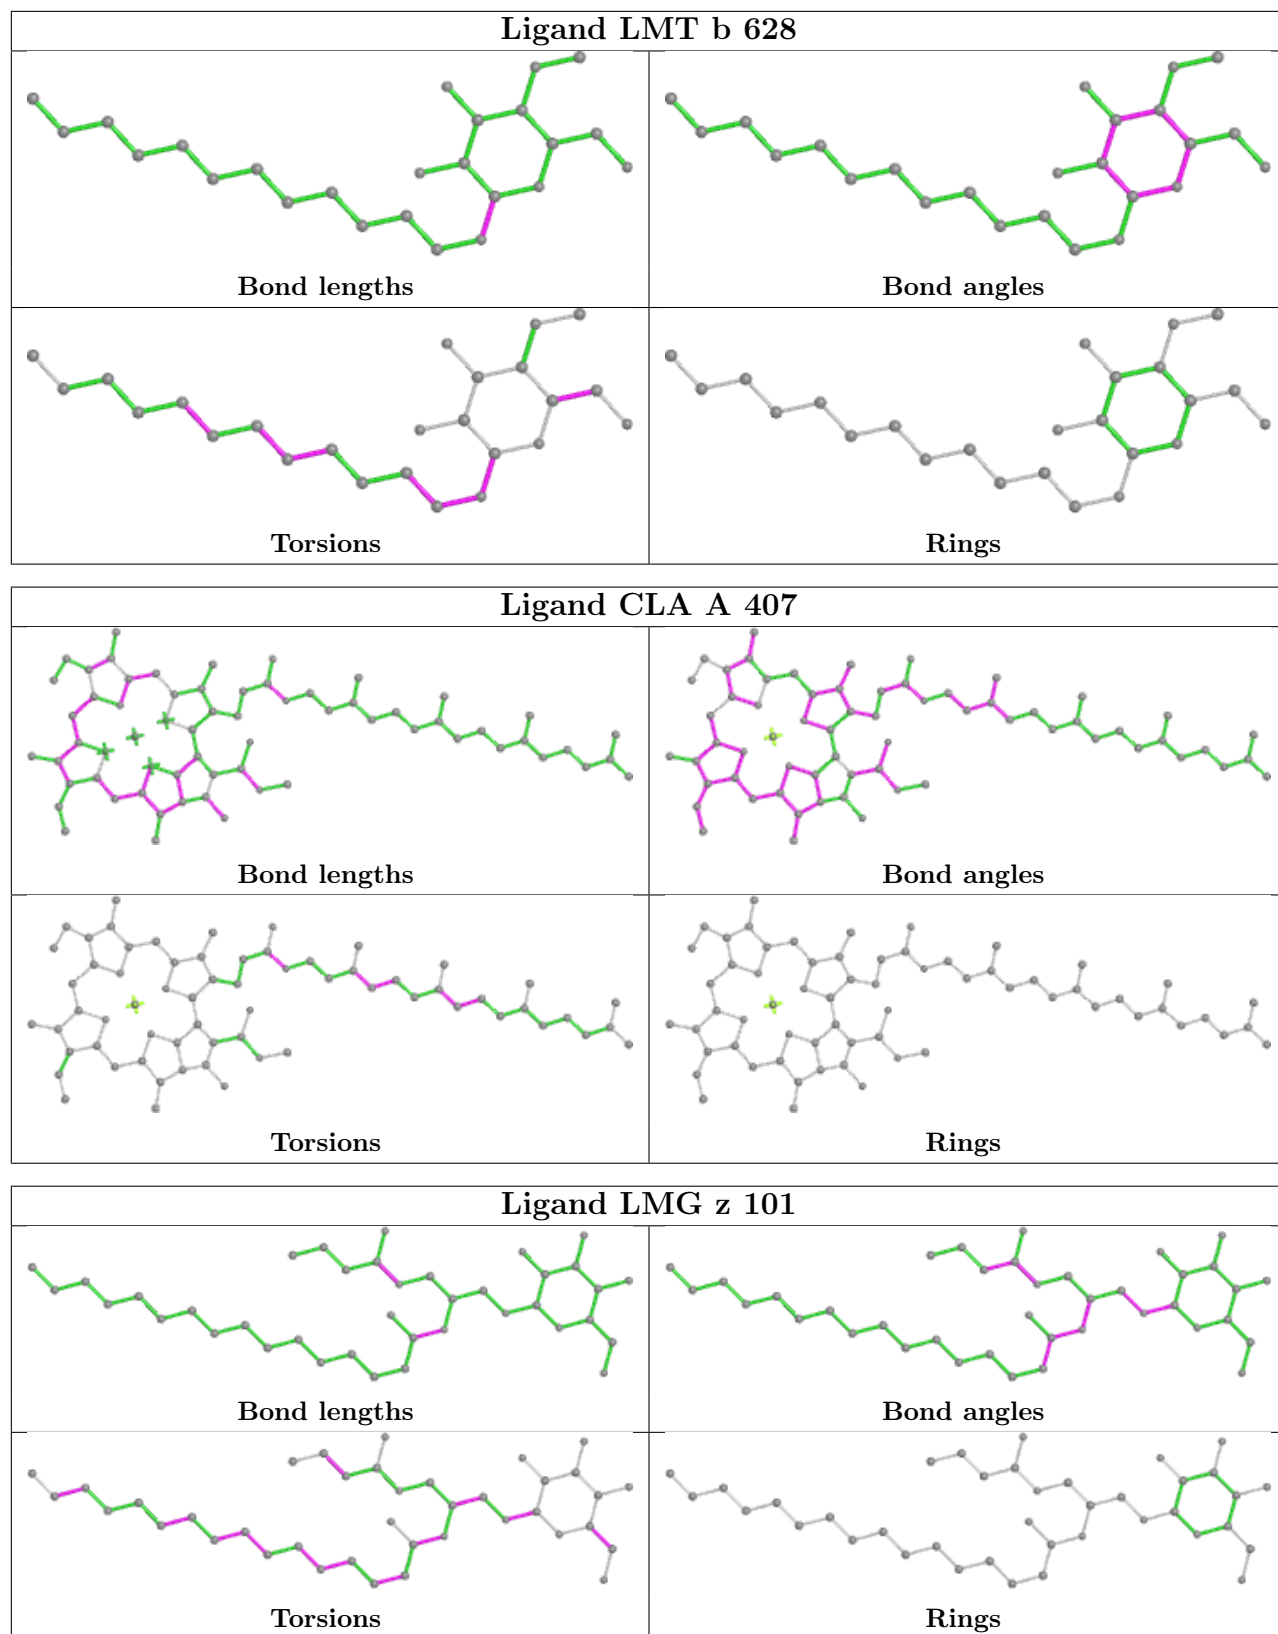 Ligand LMT b 628
Bond lengths
Bond angles
Torsions
Rings
Ligand CLA A 407
Bond lengths
Bond angles
Torsions
Rings
Ligand LMG z 101
Bond lengths
Bond angles
Torsions
Rings